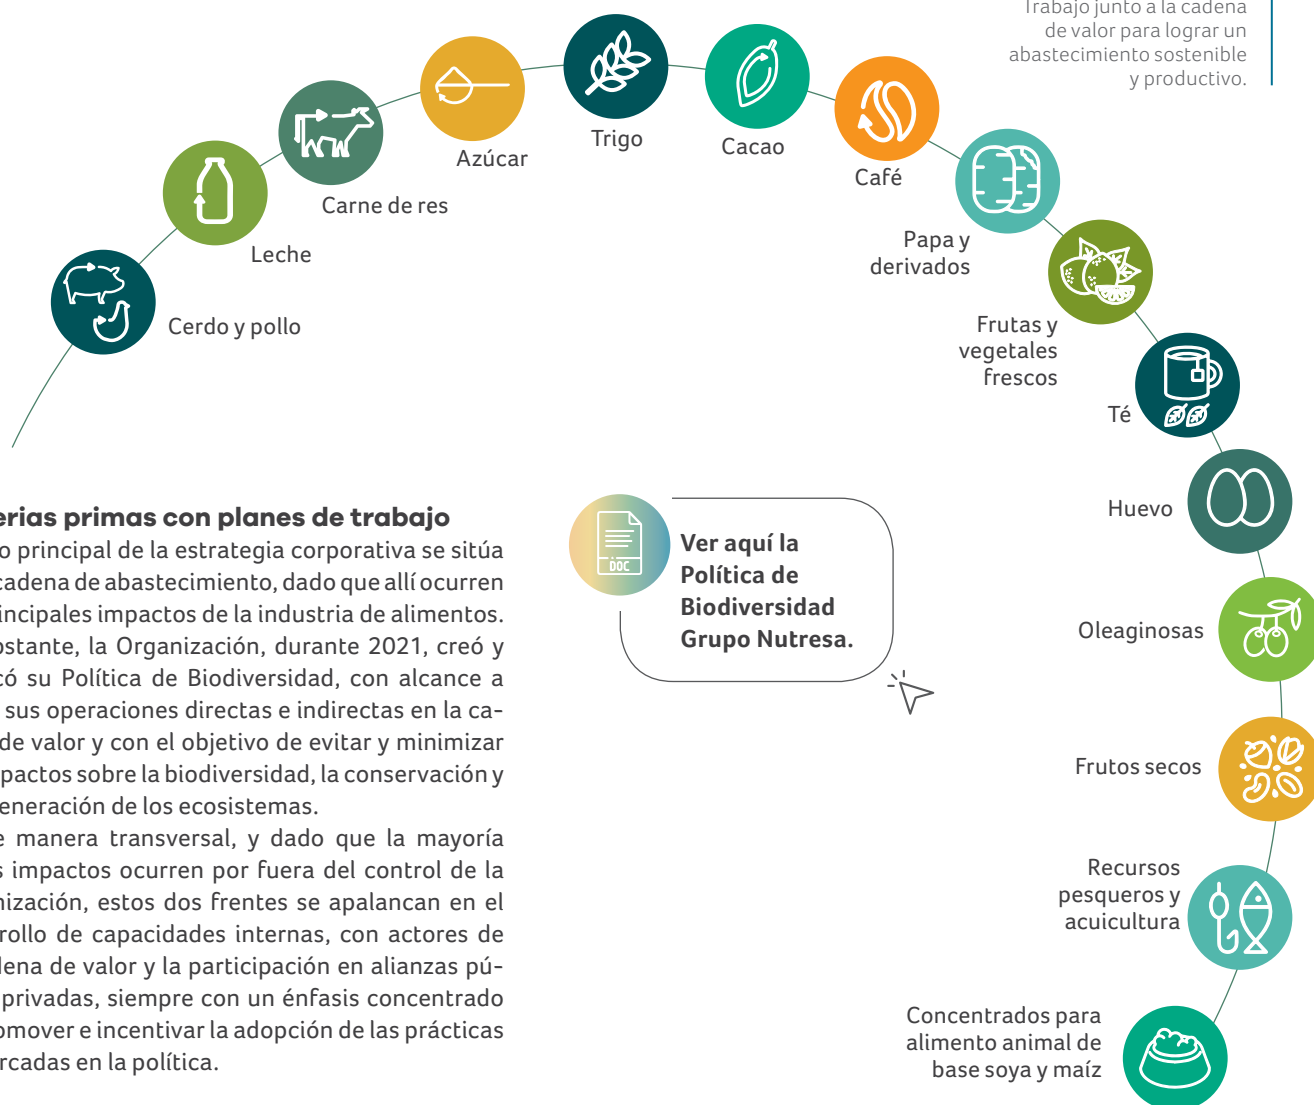 Trabajo junto a la cadena
de valor para lograr un
abastecimiento sostenible
y productivo.
Trigo
Cacao
Azúcar
Café
Carne de res
Papa y
derivados
Leche
Cerdo y pollo
Frutas y
vegetales
frescos
Té
Huevo
Oleaginosas
Frutos secos
Recursos
pesqueros y
acuicultura
Concentrados para
alimento animal de
base soya y maíz
erias primas con planes de trabajo
o principal de la estrategia corporativa se sitúa
cadena de abastecimiento, dado que allí ocurren
incipales impactos de la industria de alimentos.
bstante, la Organización, durante 2021, creó y
có su Política de Biodiversidad, con alcance a
sus operaciones directas e indirectas en la ca-
de valor y con el objetivo de evitar y minimizar
pactos sobre la biodiversidad, la conservación y
eneración de los ecosistemas.
e manera transversal, y dado que la mayoría
s impactos ocurren por fuera del control de la
nización, estos dos frentes se apalancan en el
rollo de capacidades internas, con actores de
dena de valor y la participación en alianzas pú-
privadas, siempre con un énfasis concentrado
omover e incentivar la adopción de las prácticas
rcadas en la política.
DOC
Ver aquí la
Política de
Biodiversidad
Grupo Nutresa.